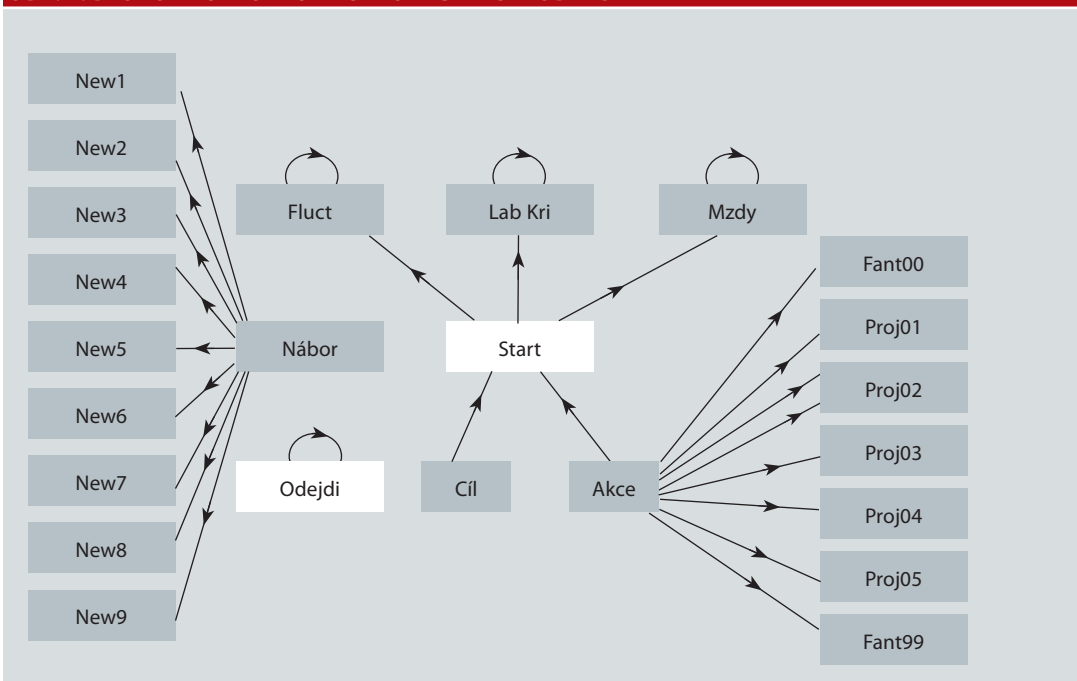 New1
New2
New3
New4
New5
New6
New7
New8
New9
Fluct
Lab Kri
Mzdy
Nábor
Start
Odejdi
Cíl
Akce
Fant00
Proj01
Proj02
Proj03
Proj04
Proj05
Fant99